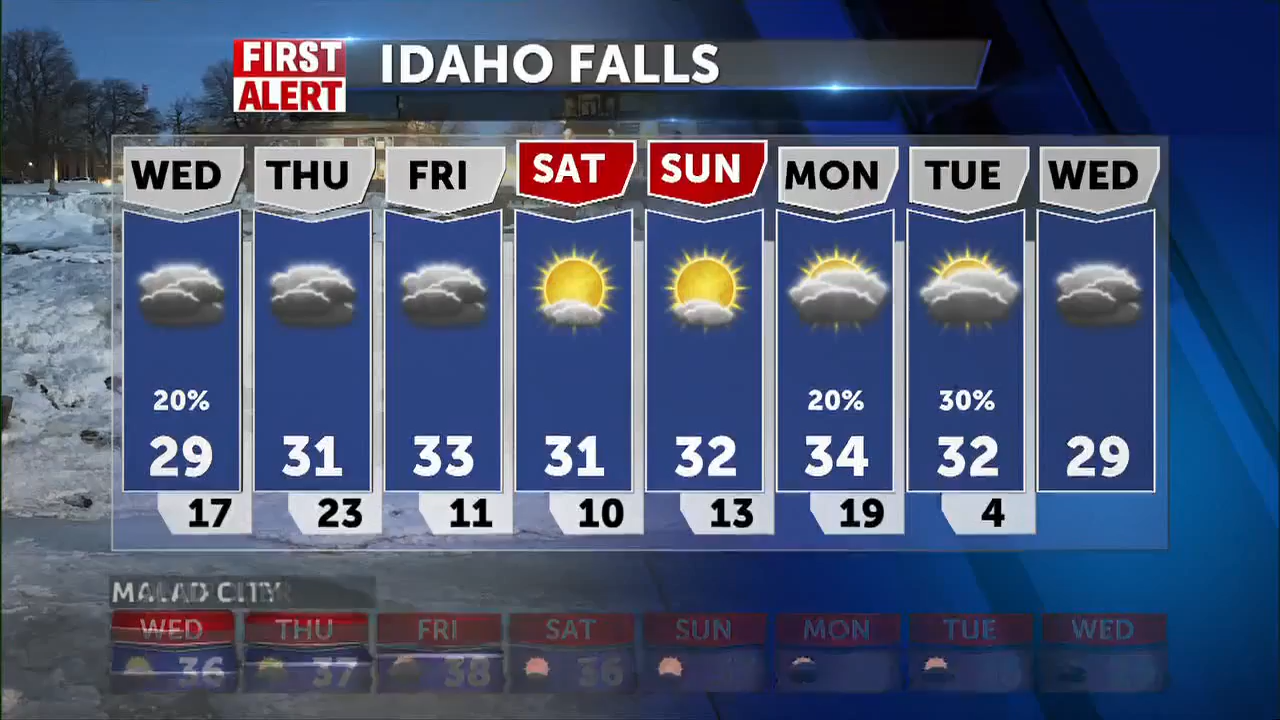 FIRST ALERT IDAHO FALLS
WED THU FRI SAT SUN MON TUE WED
20% 20% 30%
29 31 33 31 32 34 32 29
17 23 11 10 13 19 4
MALAD CITY
WED THU FRI SAT SUN MON TUE WED
36 37 38 36